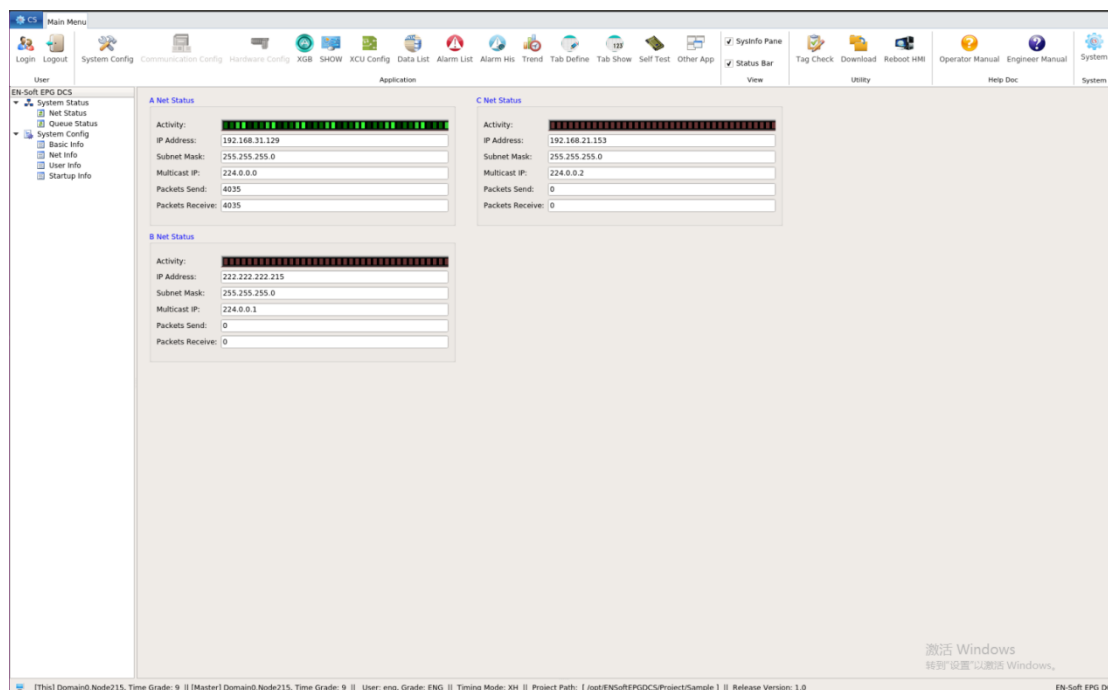 CS Main Menu
Login Logout System Config Communication Config Hardware Config XGB SHOW XCU Config Data List Alarm List Alarm His Trend Tab Define Tab Show Self Test Other App SysInfo Pane Tag Check Download Reboot HMI Operator Manual Engineer Manual System
Status Bar
User Application View Utility Help Doc System
EN-Soft EPG DCS
System Status
Net Status
Queue Status
System Config
Basic Info
Net Info
User Info
Startup Info
A Net Status
Activity:
IP Address: 192.168.31.129
Subnet Mask: 255.255.255.0
Multicast IP: 224.0.0.0
Packets Send: 4035
Packets Receive: 4035
C Net Status
Activity:
IP Address: 192.168.21.153
Subnet Mask: 255.255.255.0
Multicast IP: 224.0.0.2
Packets Send: 0
Packets Receive: 0
B Net Status
Activity:
IP Address: 222.222.222.215
Subnet Mask: 255.255.255.0
Multicast IP: 224.0.0.1
Packets Send: 0
Packets Receive: 0
激活 Windows
转到"设置"以激活 Windows。
[This] Domain0.Node215, Time Grade: 9 || [Master] Domain0.Node215, Time Grade: 9 || User: eng, Grade: ENG || Timing Mode: XH || Project Path: [ /opt/ENSoftEPGDCS/Project/Sample ] || Release Version: 1.0 EN-Soft EPG D